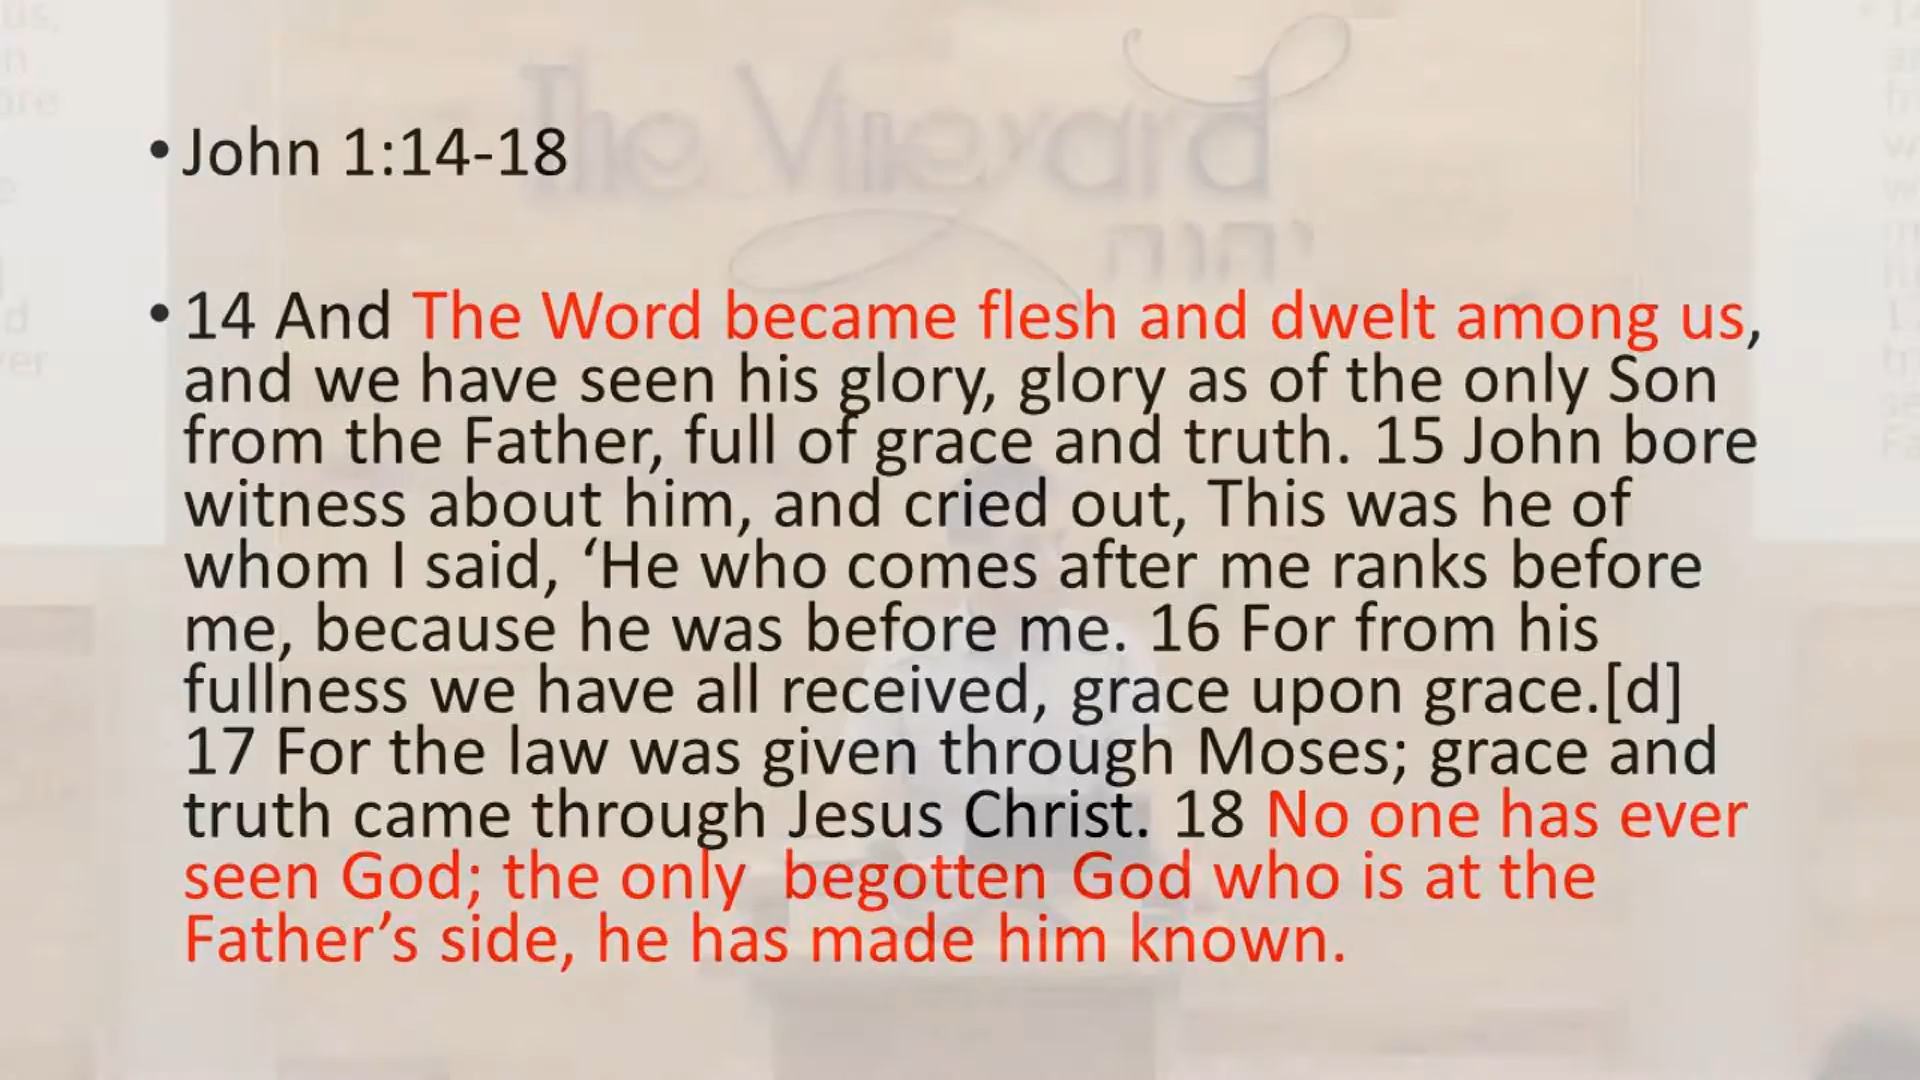 The Vineyard
יהוה
• John 1:14-18
• 14 And The Word became flesh and dwelt among us,
and we have seen his glory, glory as of the only Son
from the Father, full of grace and truth. 15 John bore
witness about him, and cried out, This was he of
whom I said, ‘He who comes after me ranks before
me, because he was before me. 16 For from his
fullness we have all received, grace upon grace.[d]
17 For the law was given through Moses; grace and
truth came through Jesus Christ. 18 No one has ever
seen God; the only  begotten God who is at the
Father’s side, he has made him known.